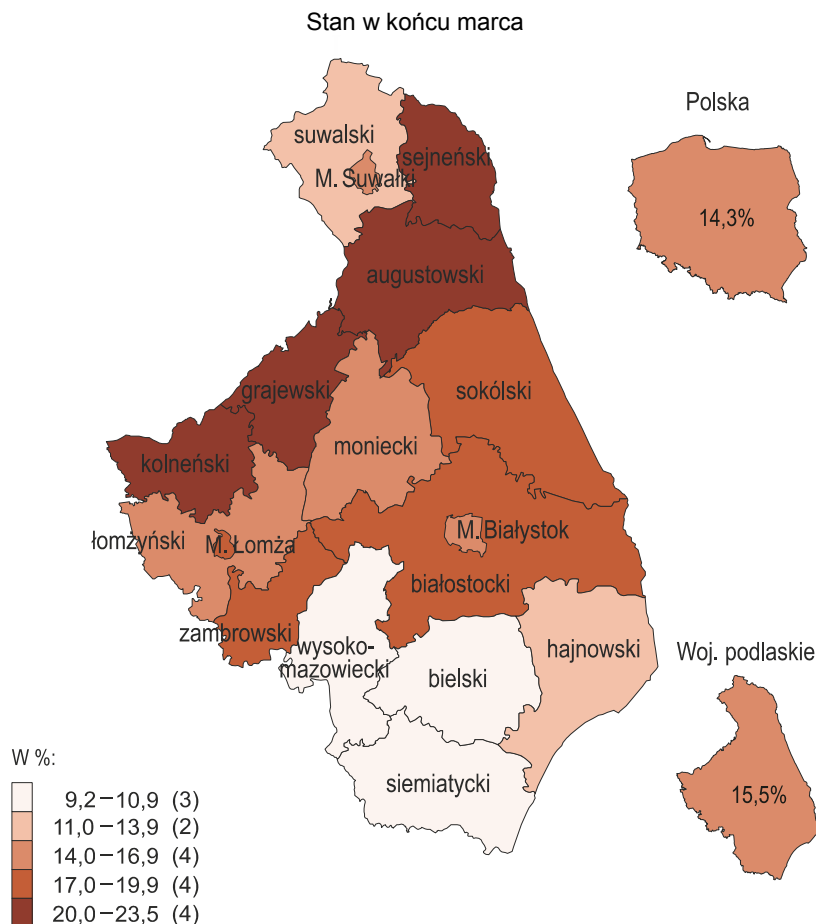 Stan w końcu marca
Polska
suwalski
sejneński
M. Suwałki
14,3%
augustowski
grajewski
sokólski
moniecki
kolneński
łomżyński
M. Łomża
M. Białystok
białostocki
zambrowski
wysoko-
mazowiecki
hajnowski
bielski
Woj. podlaskie
siemiatycki
15,5%
W %:
9,2 – 10,9 (3)
11,0 – 13,9 (2)
14,0 – 16,9 (4)
17,0 – 19,9 (4)
20,0 – 23,5 (4)